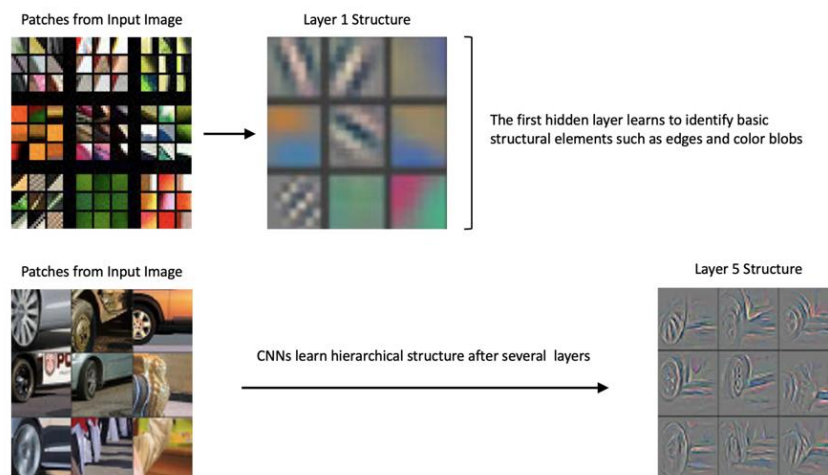 Patches from Input Image
Layer 1 Structure
The first hidden layer learns to identify basic
structural elements such as edges and color blobs
Patches from Input Image
Layer 5 Structure
CNNs learn hierarchical structure after several layers